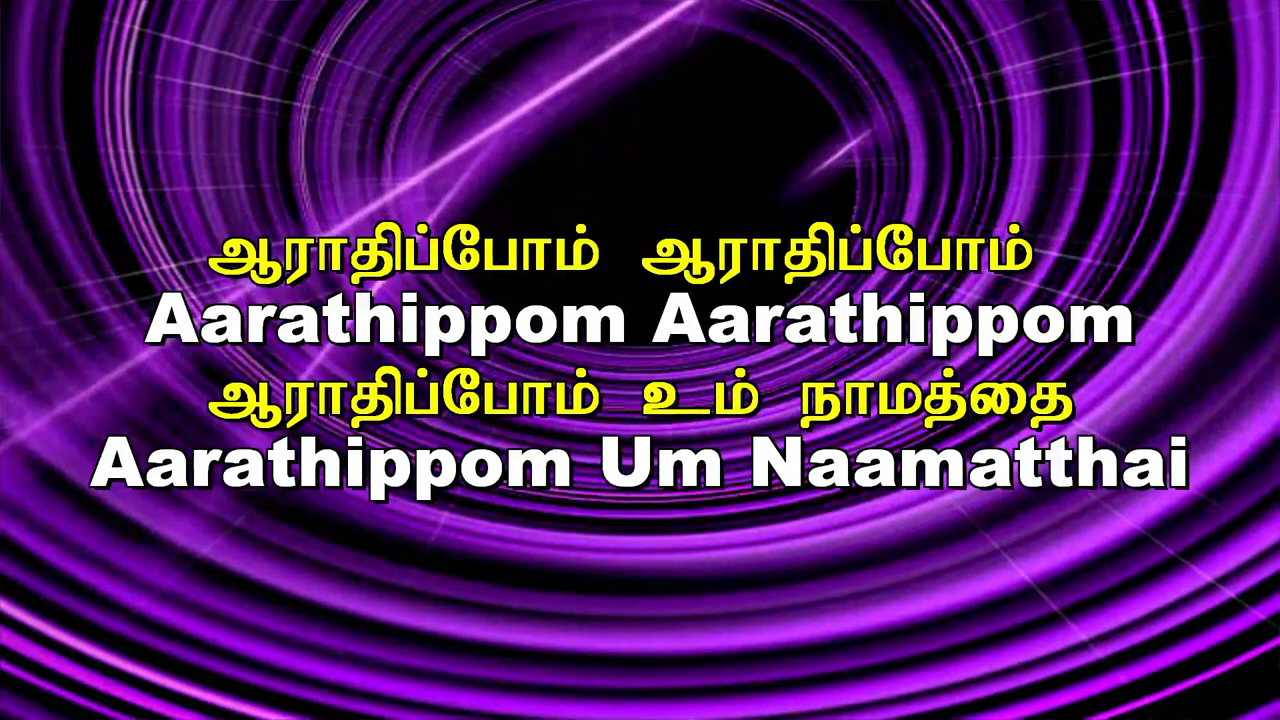 ஆராதிப்போம் ஆராதிப்போம்
Aarathippom Aarathippom
ஆராதிப்போம் உம் நாமத்தை
Aarathippom Um Naamatthai